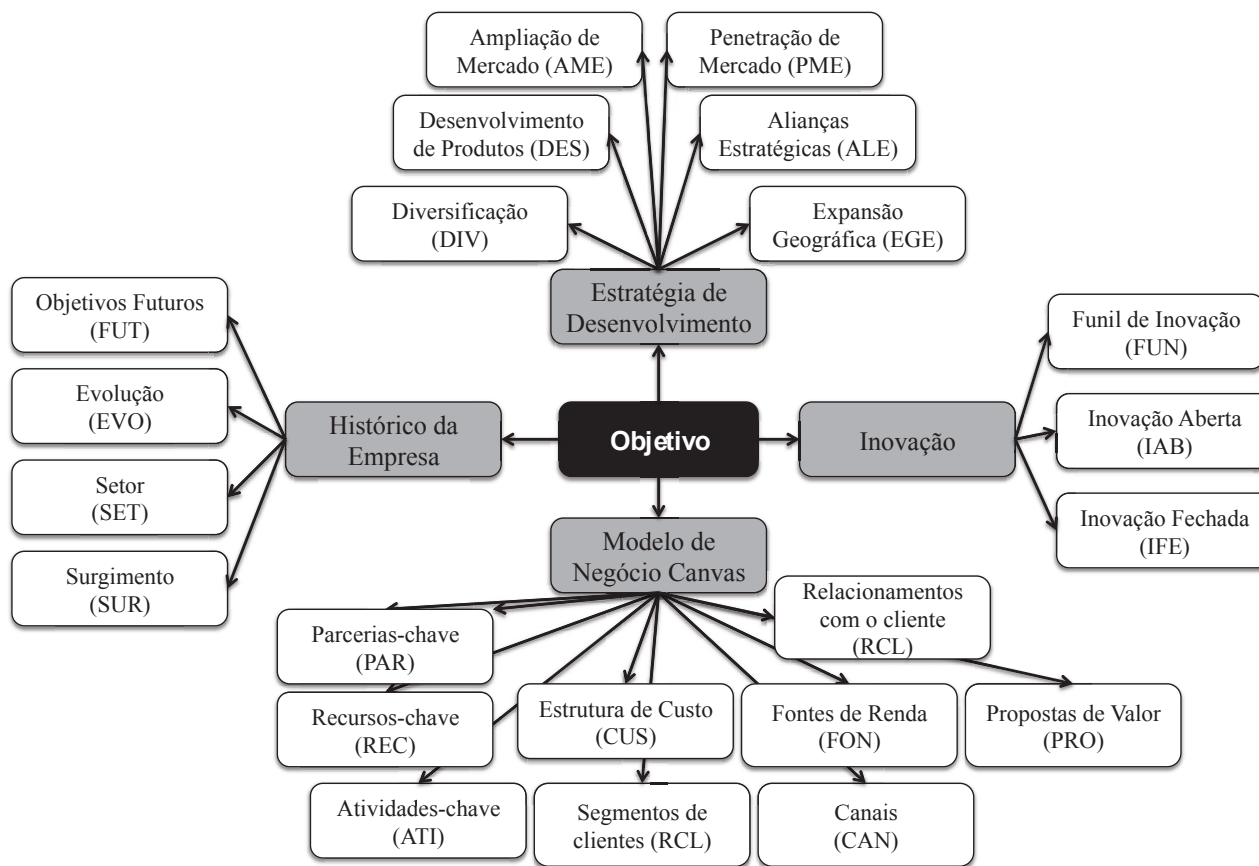 Ampliação de
Mercado (AME)
Penetração de
Mercado (PME)
Desenvolvimento
de Produtos (DES)
Alianças
Estratégicas (ALE)
Diversificação
(DIV)
Expansão
Geográfica (EGE)
Estratégia de
Desenvolvimento
Objetivos Futuros
(FUT)
Evolução
(EVO)
Setor
(SET)
Surgimento
(SUR)
Histórico da
Empresa
Objetivo
Inovação
Funil de Inovação
(FUN)
Inovação Aberta
(IAB)
Inovação Fechada
(IFE)
Modelo de
Negócio Canvas
Parcerias-chave
(PAR)
Relacionamentos
com o cliente
(RCL)
Recursos-chave
(REC)
Estrutura de Custo
(CUS)
Fontes de Renda
(FON)
Propostas de Valor
(PRO)
Atividades-chave
(ATI)
Segmentos de
clientes (RCL)
Canais
(CAN)